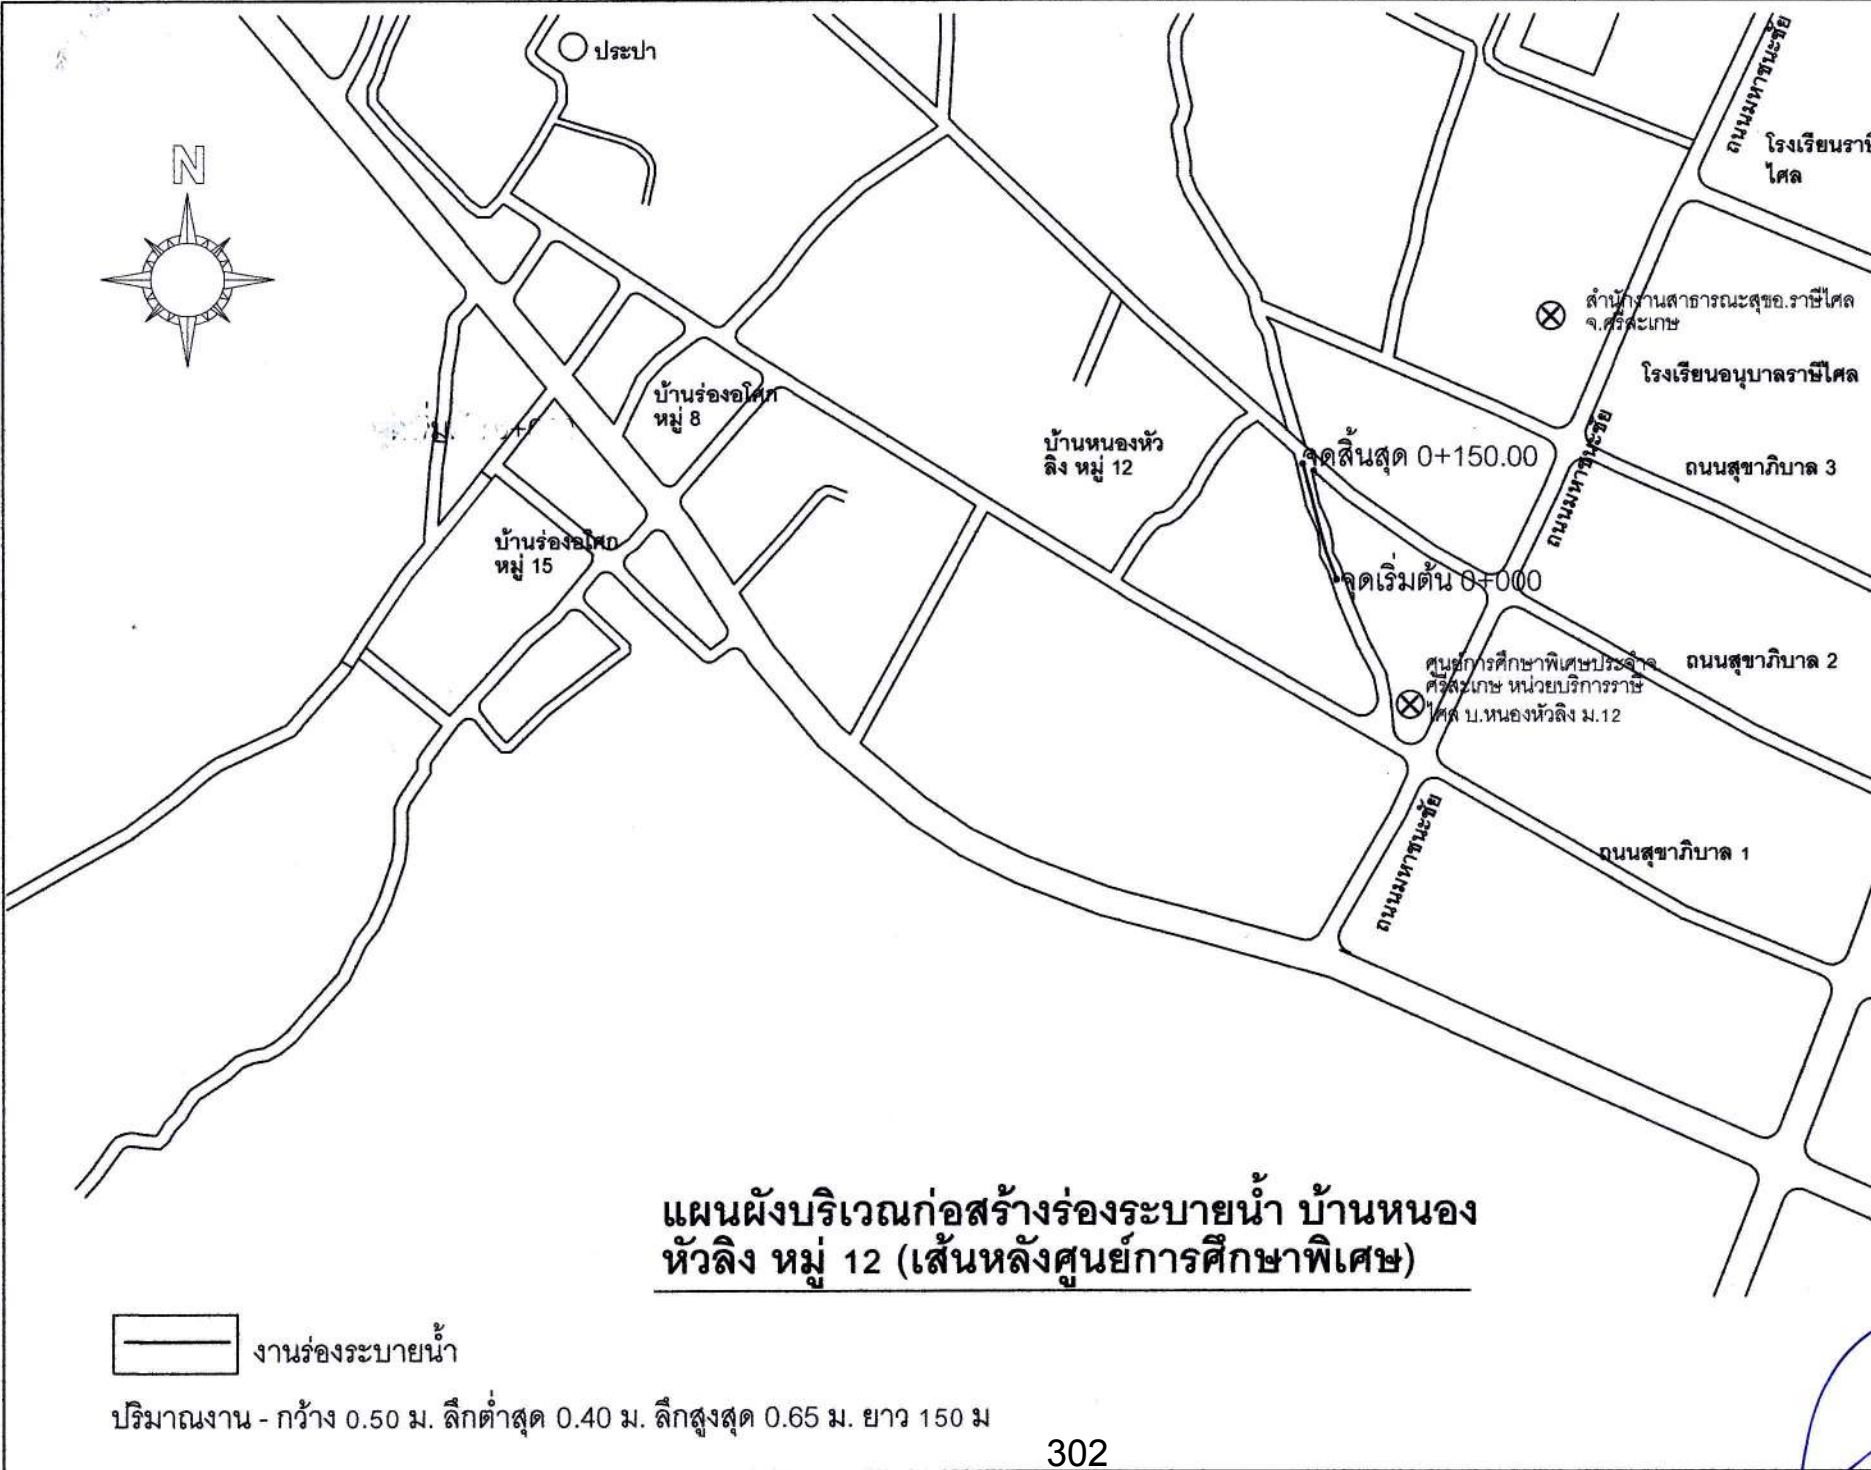 ประปา
ถนนมหาชนะชัย
N
โรงเรียนราษี
ไศล
สำนักงานสาธารณะสุขอ.ราษีไศล
จ.ศรีสะเกษ
โรงเรียนอนุบาลราษีไศล
บ้านร่องอโศก
หมู่ 8
บ้านหนองหัว
ลิง หมู่ 12
จุดสิ้นสุด 0+150.00
ถนนมหาชนะชัย
ถนนสุขาภิบาล 3
บ้านร่องอโศก
หมู่ 15
จุดเริ่มต้น 0+000
ศูนย์การศึกษาพิเศษประจำจ.
ศรีสะเกษ หน่วยบริการราษี
ไศล บ.หนองหัวลิง ม.12
ถนนสุขาภิบาล 2
ถนนมหาชนะชัย
ถนนสุขาภิบาล 1
แผนผังบริเวณก่อสร้างร่องระบายน้ำ บ้านหนอง
หัวลิง หมู่ 12 (เส้นหลังศูนย์การศึกษาพิเศษ)
งานร่องระบายน้ำ
ปริมาณงาน - กว้าง 0.50 ม. ลึกต่ำสุด 0.40 ม. ลึกสูงสุด 0.65 ม. ยาว 150 ม
302